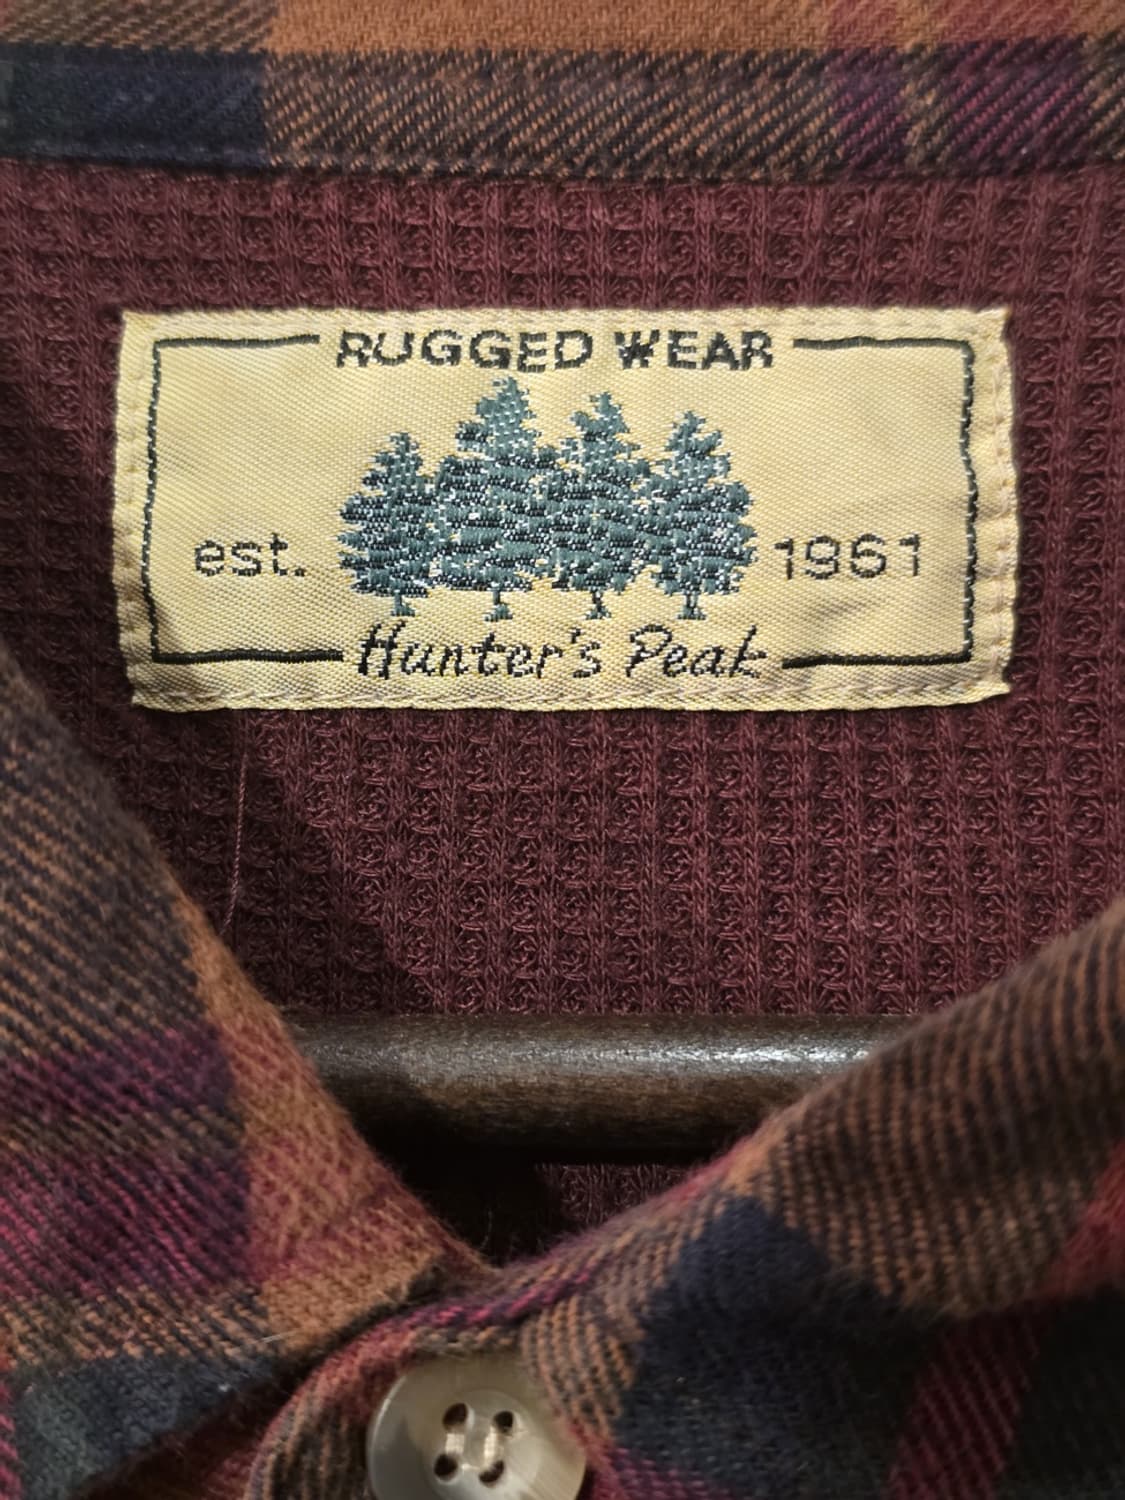 RUGGED WEAR
est. 1961
Hunter's Peak